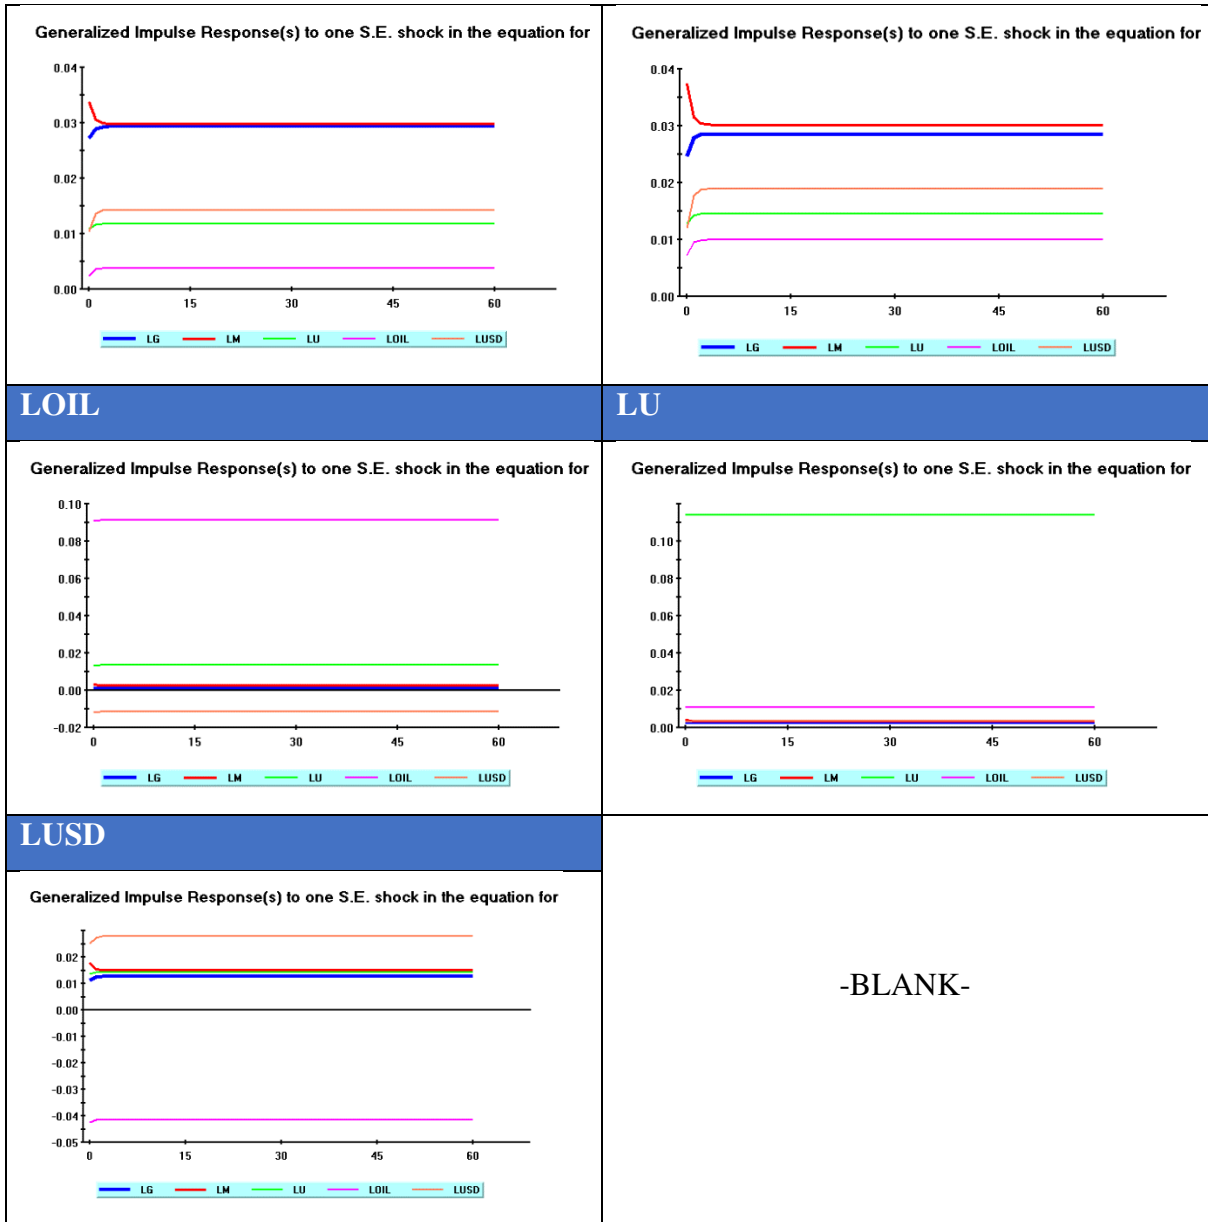 Generalized Impulse Response(s) to one S.E. shock in the equation for
0.04
0.03
0.02
0.01
0.00
0 15 30 45 60
LG LM LU LOIL LUSD
Generalized Impulse Response(s) to one S.E. shock in the equation for
0.04
0.03
0.02
0.01
0.00
0 15 30 45 60
LG LM LU LOIL LUSD
LOIL
LU
Generalized Impulse Response(s) to one S.E. shock in the equation for
0.10
0.08
0.06
0.04
0.02
0.00
-0.02
0 15 30 45 60
LG LM LU LOIL LUSD
Generalized Impulse Response(s) to one S.E. shock in the equation for
0.10
0.08
0.06
0.04
0.02
0.00
0 15 30 45 60
LG LM LU LOIL LUSD
LUSD
Generalized Impulse Response(s) to one S.E. shock in the equation for
0.02
0.01
0.00
-0.01
-0.02
-0.03
-0.04
-0.05
0 15 30 45 60
LG LM LU LOIL LUSD
-BLANK-